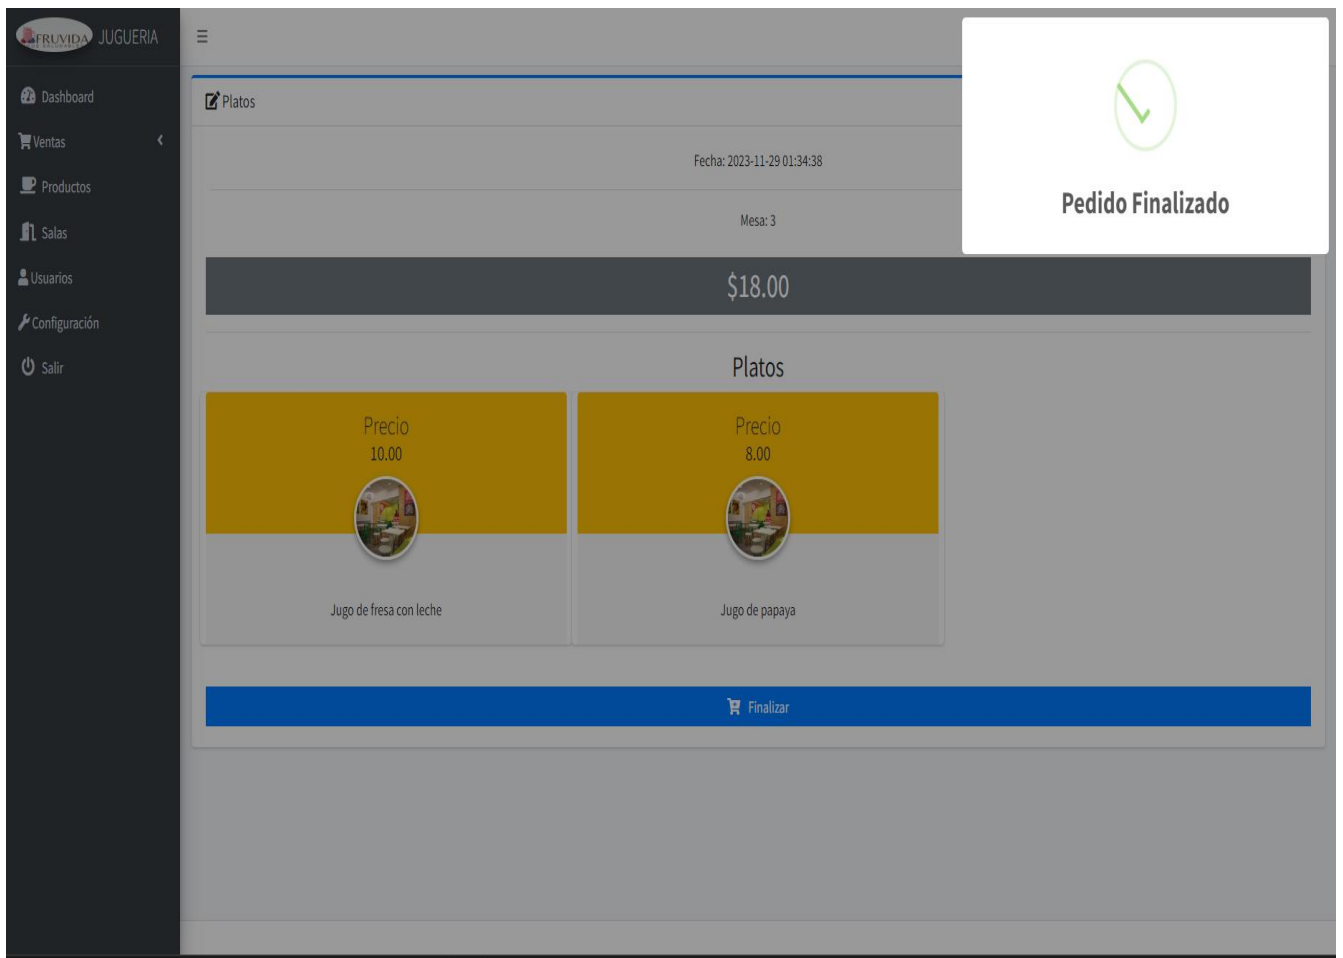 FRUVIDA JUGUERIA
Dashboard
Ventas
Productos
Salas
Usuarios
Configuración
Salir
Platos
Fecha: 2023-11-29 01:34:38
Mesa: 3
$18.00
Platos
Precio
10.00
Jugo de fresa con leche
Precio
8.00
Jugo de papaya
Finalizar
Pedido Finalizado